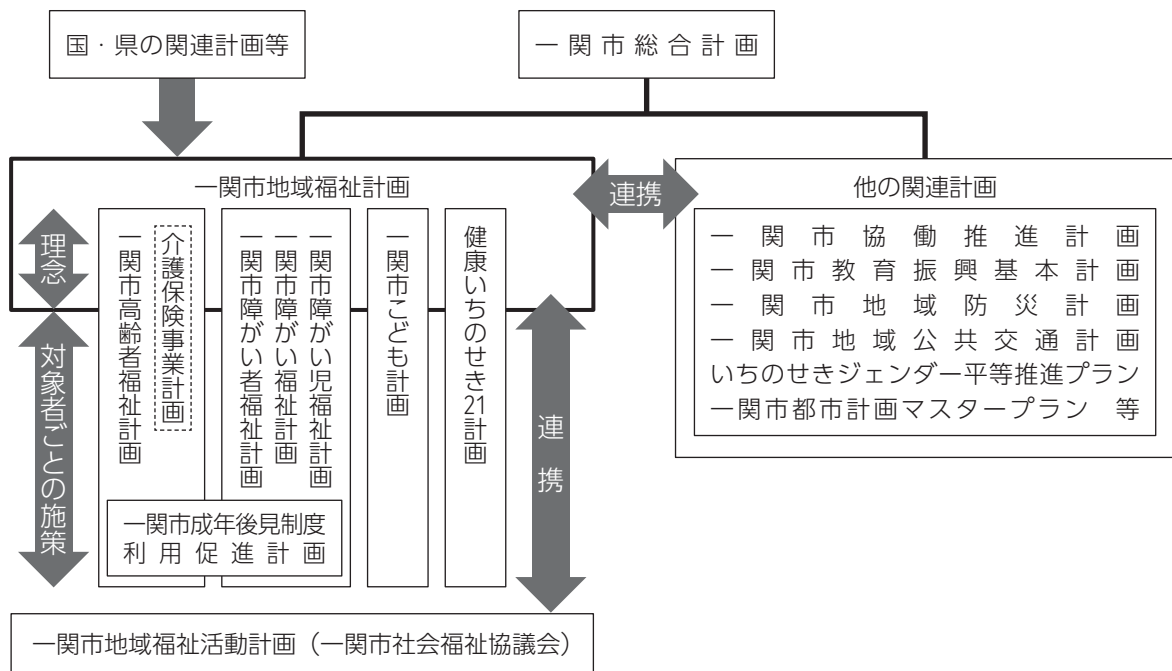 国・県の関連計画等
一関市総合計画
一関市地域福祉計画
連携
他の関連計画
理念
対象者ごとの施策
一関市高齢者福祉計画
介護保険事業計画
一関市障がい者福祉計画
一関市障がい福祉計画
一関市障がい児福祉計画
一関市成年後見制度
利用促進計画
一関市こども計画
健康いちのせき21計画
連携
一関市協働推進計画
一関市教育振興基本計画
一関市地域防災計画
一関市地域公共交通計画
いちのせきジェンダー平等推進プラン
一関市都市計画マスタープラン 等
一関市地域福祉活動計画（一関市社会福祉協議会）